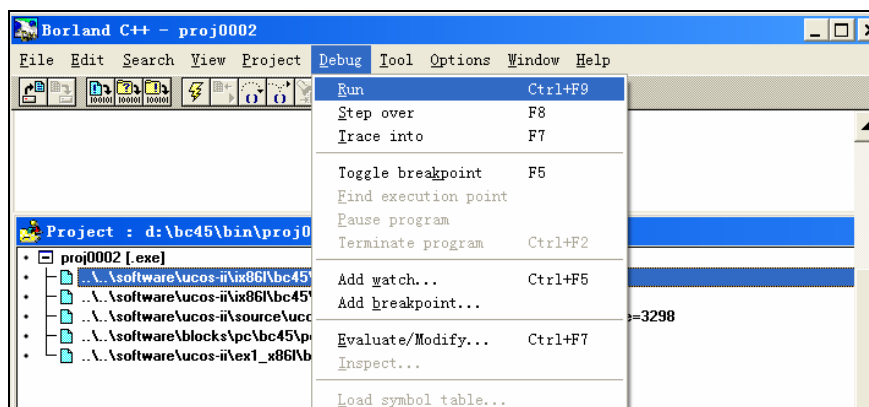 Borland C++ - proj0002
File Edit Search View Project Debug Tool Options Window Help
Run Ctrl+F9
Step over F8
Trace into F7
Toggle breakpoint F5
Find execution point
Pause program
Terminate program Ctrl+F2
Add watch... Ctrl+F5
Add breakpoint...
Evaluate/Modify... Ctrl+F7
Inspect...
Load symbol table...
Project : d:\bc45\bin\proj0
proj0002 [.exe]
..\..\software\ucos-ii\ix86l\bc45\
..\..\software\ucos-ii\ix86l\bc45\
..\..\software\ucos-ii\source\uco =3298
..\..\software\blocks\pc\bc45\p
..\..\software\ucos-ii\ex1_x86l\b